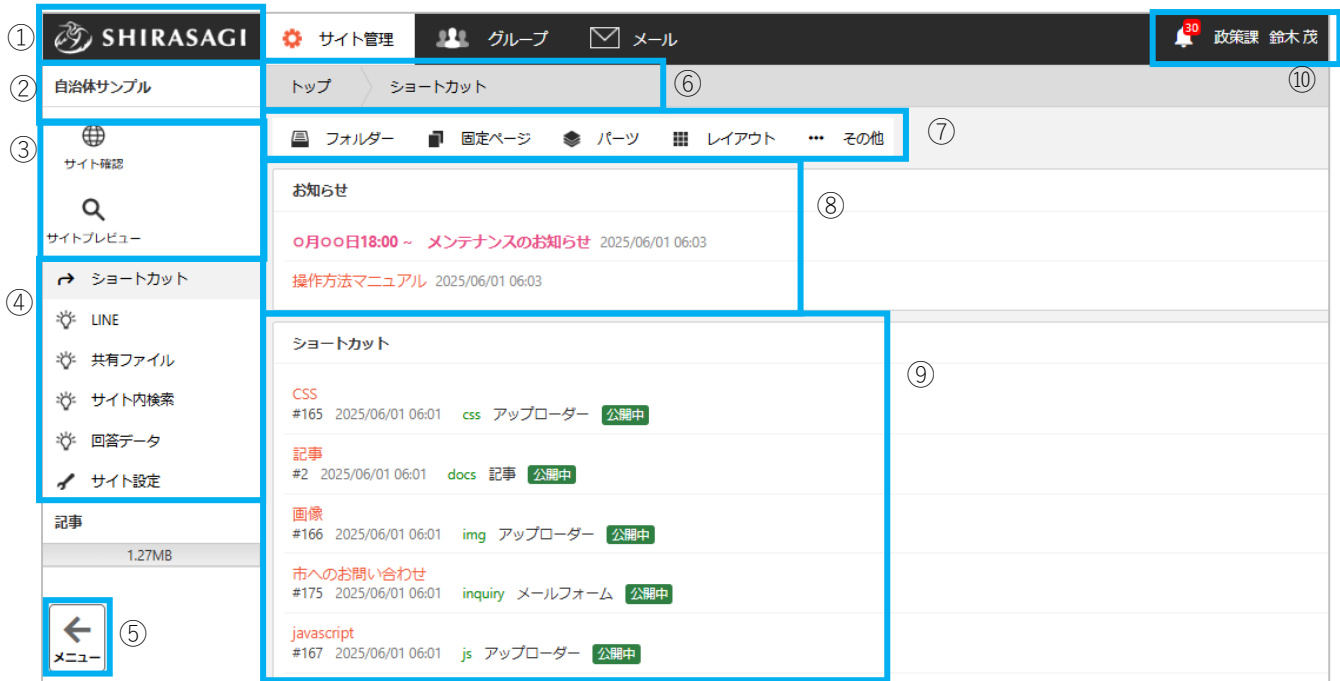 ① SHIRASAGI サイト管理 グループ メール 30 政策課 鈴木 茂
⑩
② 自治体サンプル トップ ショートカット ⑥
③ サイト確認
サイトプレビュー
フォルダー 固定ページ パーツ レイアウト ••• その他 ⑦
お知らせ ⑧
○月○○日18:00 ~ メンテナンスのお知らせ 2025/06/01 06:03
操作方法マニュアル 2025/06/01 06:03
④ ショートカット
LINE
共有ファイル
サイト内検索
回答データ
サイト設定
記事
1.27MB
⑤
メニュー
ショートカット ⑨
CSS
#165 2025/06/01 06:01 css アップローダー 公開中
記事
#2 2025/06/01 06:01 docs 記事 公開中
画像
#166 2025/06/01 06:01 img アップローダー 公開中
市へのお問い合わせ
#175 2025/06/01 06:01 inquiry メールフォーム 公開中
javascript
#167 2025/06/01 06:01 js アップローダー 公開中